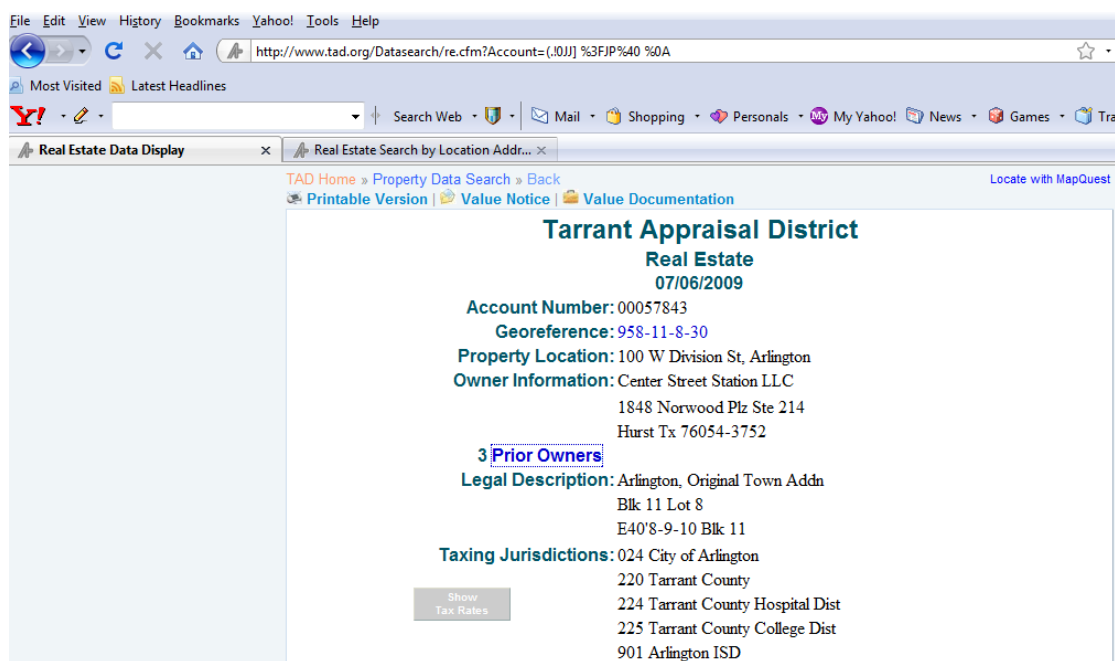 File Edit View History Bookmarks Yahoo! Tools Help
http://www.tad.org/Datasearch/re.cfm?Account=(.!0JJ] %3FJP%40 %0A
Most Visited Latest Headlines
Y! Search Web Mail Shopping Personals My My Yahoo! News Games Tra
Real Estate Data Display Real Estate Search by Location Addr...
TAD Home » Property Data Search » Back Locate with MapQuest
Printable Version | Value Notice | Value Documentation
Tarrant Appraisal District
Real Estate
07/06/2009
Account Number: 00057843
Georeference: 958-11-8-30
Property Location: 100 W Division St, Arlington
Owner Information: Center Street Station LLC
1848 Norwood Plz Ste 214
Hurst Tx 76054-3752
3 Prior Owners
Legal Description: Arlington, Original Town Addn
Blk 11 Lot 8
E40'8-9-10 Blk 11
Taxing Jurisdictions: 024 City of Arlington
220 Tarrant County
Show
Tax Rates
224 Tarrant County Hospital Dist
225 Tarrant County College Dist
901 Arlington ISD